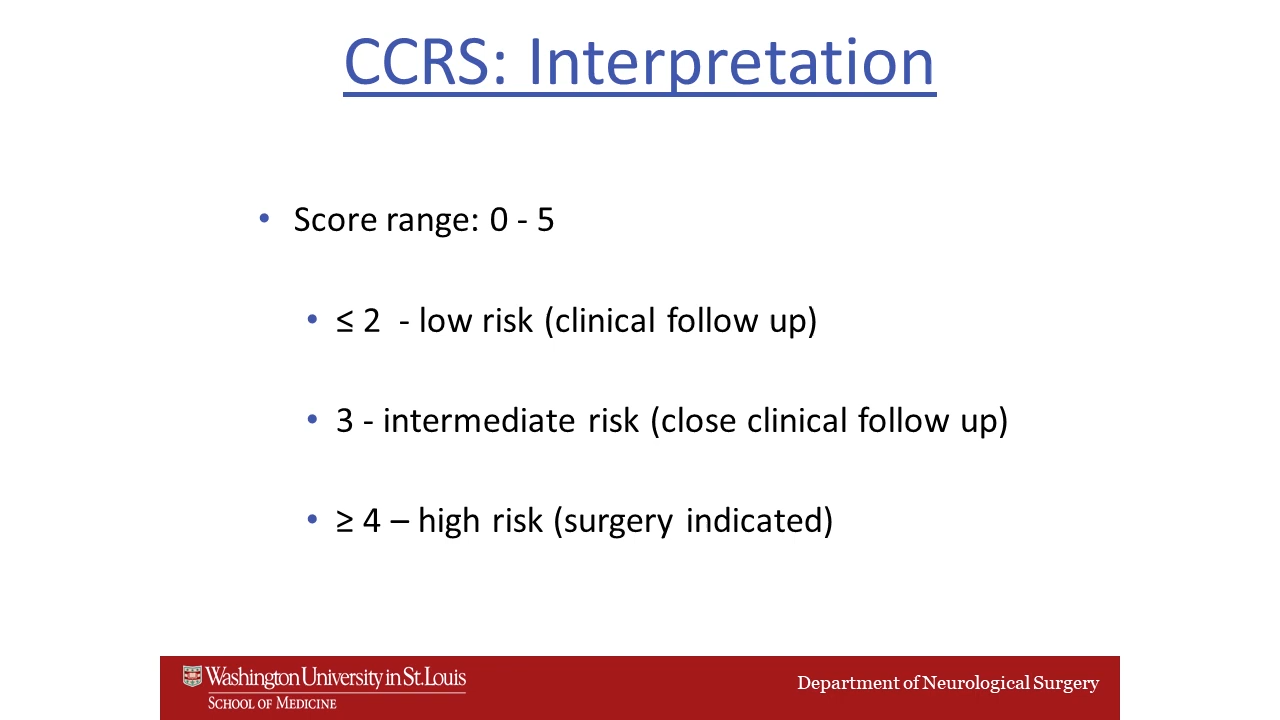 CCRS: Interpretation
• Score range: 0 - 5
• ≤ 2 - low risk (clinical follow up)
• 3 - intermediate risk (close clinical follow up)
• ≥ 4 – high risk (surgery indicated)
Washington University in St. Louis
SCHOOL OF MEDICINE
Department of Neurological Surgery